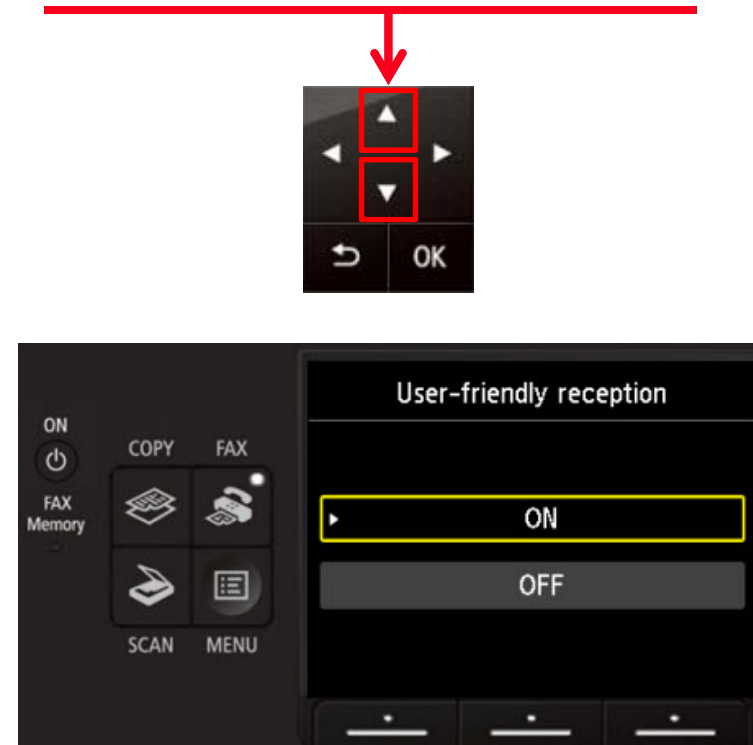 OK
User-friendly reception
ON
COPY FAX
FAX
Memory
ON
OFF
SCAN MENU